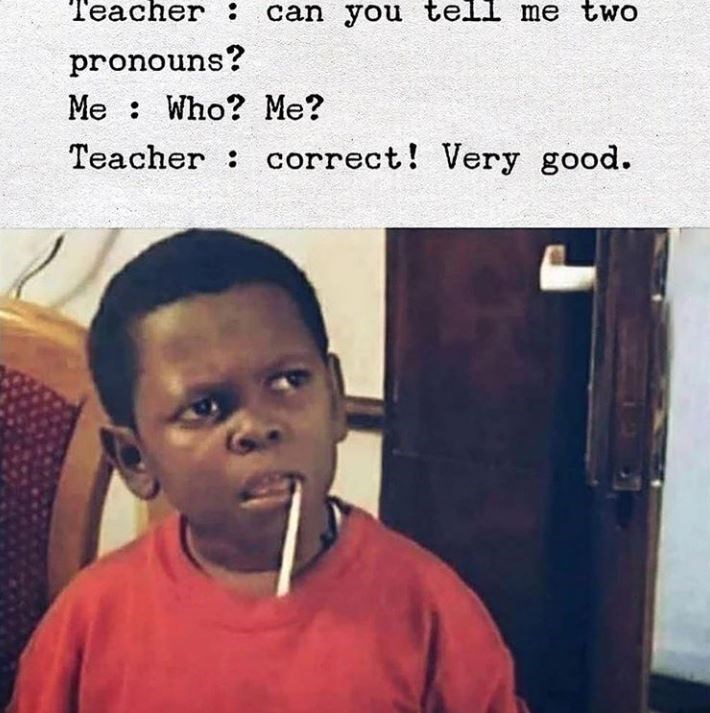 Teacher : can you tell me two
pronouns?
Me : Who? Me?
Teacher : correct! Very good.